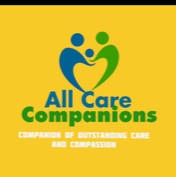 All Care
Companions
COMPANION OF OUTSTANDING CARE
AND COMPASSION